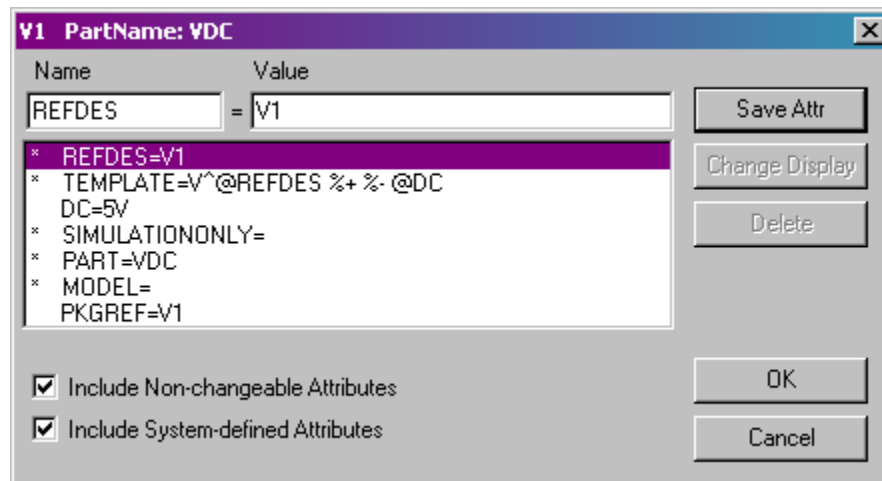 V1 PartName: VDC
Name Value
REFDES = V1
Save Attr
* REFDES=V1
* TEMPLATE=V^@REFDES %+ %- @DC
DC=5V
* SIMULATIONONLY=
* PART=VDC
* MODEL=
PKGREF=V1
Change Display
Delete
Include Non-changeable Attributes
Include System-defined Attributes
OK
Cancel